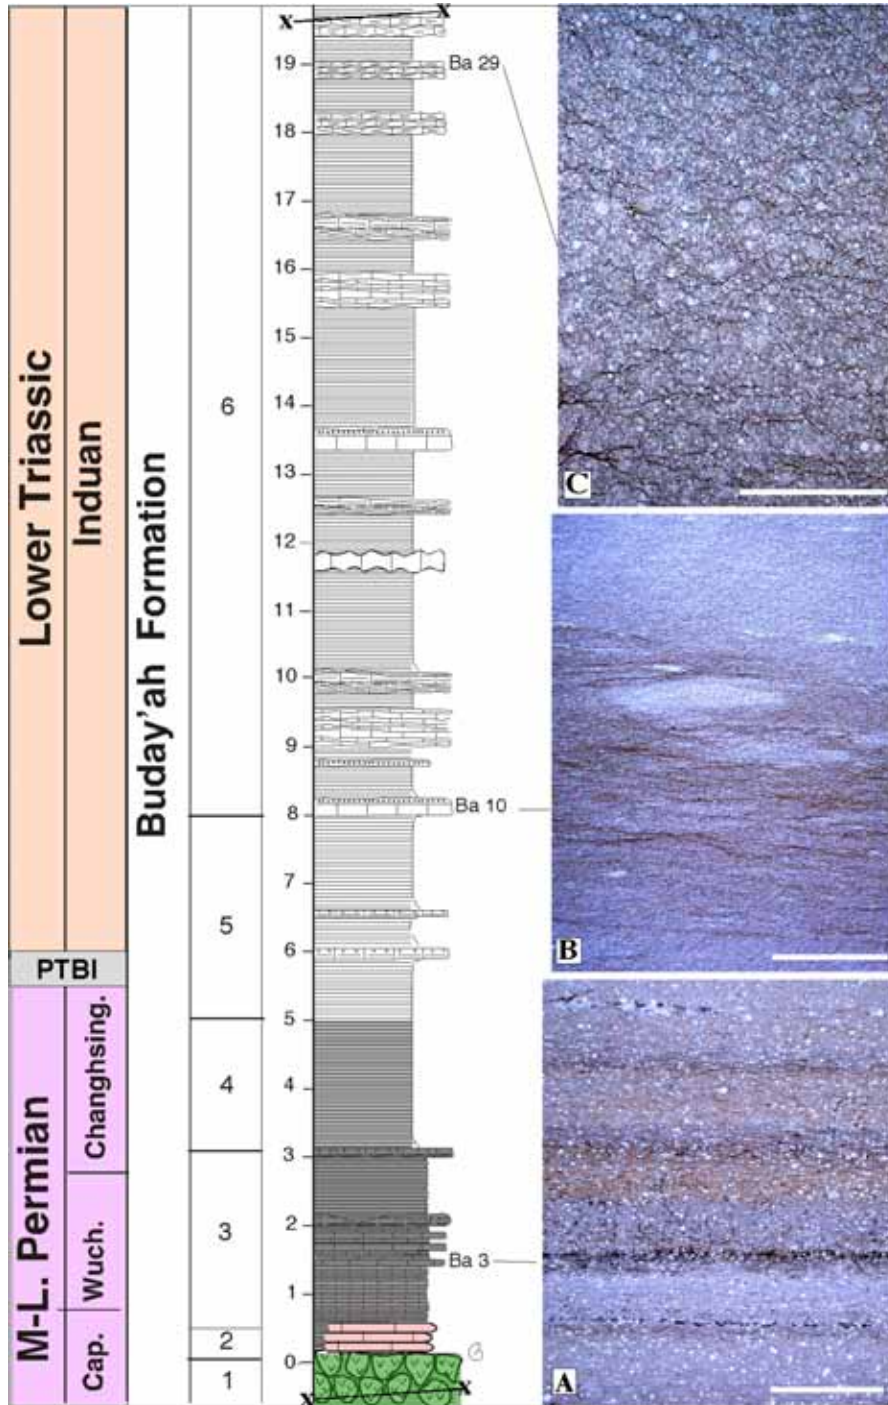 Lower Triassic
Induan
PTBI
M-L. Permian
Changhsing.
Wuch.
Cap.
Buday'ah Formation
6
5
4
3
2
1
x x
19
18
17
16
15
14
13
12
11
10
9
8
7
6
5
4
3
2
1
0
x x
Ba 29
Ba 10
Ba 3
C
B
A